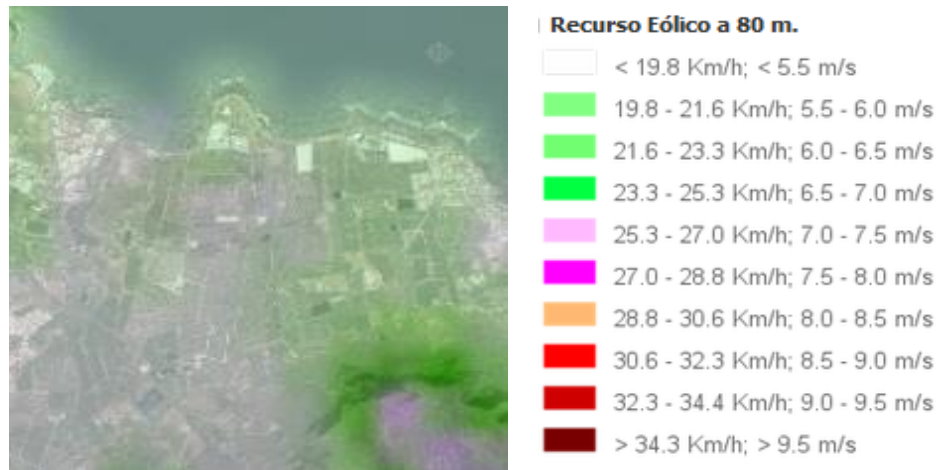 Recurso Eólico a 80 m.
< 19.8 Km/h; < 5.5 m/s
19.8 - 21.6 Km/h; 5.5 - 6.0 m/s
21.6 - 23.3 Km/h; 6.0 - 6.5 m/s
23.3 - 25.3 Km/h; 6.5 - 7.0 m/s
25.3 - 27.0 Km/h; 7.0 - 7.5 m/s
27.0 - 28.8 Km/h; 7.5 - 8.0 m/s
28.8 - 30.6 Km/h; 8.0 - 8.5 m/s
30.6 - 32.3 Km/h; 8.5 - 9.0 m/s
32.3 - 34.4 Km/h; 9.0 - 9.5 m/s
> 34.3 Km/h; > 9.5 m/s